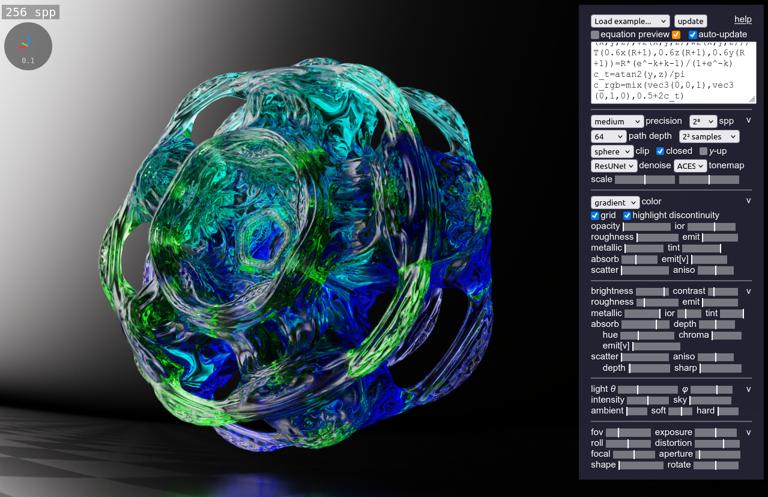 256 spp
0.1
Load example... update help
equation preview auto-update
T(0.6x(R+1),0.6z(R+1),0.6y(R
+1))=R*(e^-k+k-1)/(1+e^-k)
c_t=atan2(y,z)/pi
c_rgb=mix(vec3(0,0,1),vec3
(0,1,0),0.5+2c_t)
medium precision 2⁸ spp v
64 path depth 2² samples
sphere clip closed y-up
ResUNet denoise ACES tonemap
scale
gradient color v
grid highlight discontinuity
opacity ior
roughness emit
metallic tint
absorb emit[v]
scatter aniso
brightness contrast v
roughness emit
metallic ior tint
absorb depth
hue chroma
emit[v]
scatter aniso
depth sharp
light θ φ v
intensity sky
ambient soft hard
fov exposure v
roll distortion
focal aperture
shape rotate